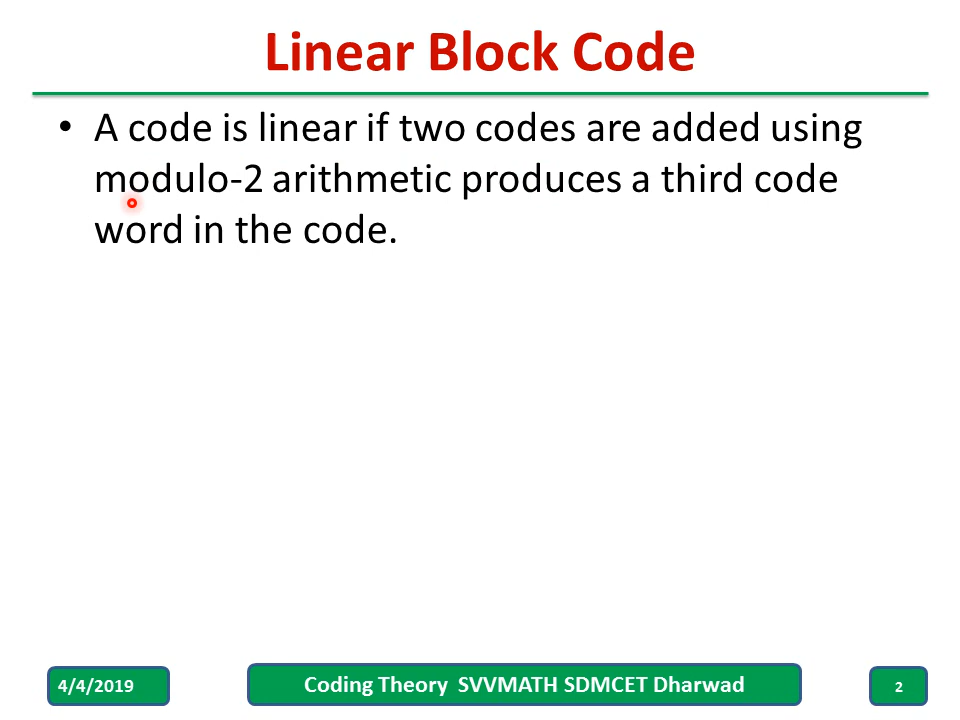 Linear Block Code
• A code is linear if two codes are added using
modulo-2 arithmetic produces a third code
word in the code.
4/4/2019
Coding Theory SVVMATH SDMCET Dharwad
2